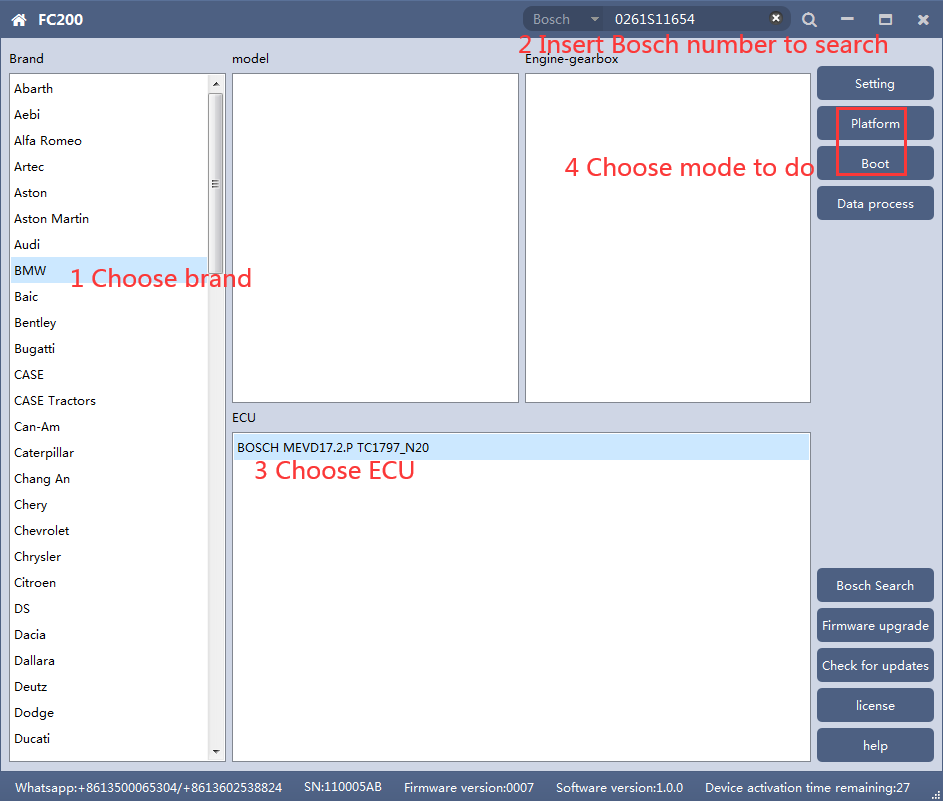 FC200
Bosch
0261S11654
2 Insert Bosch number to search
Brand
model
Engine-gearbox
Abarth
Aebi
Alfa Romeo
Artec
Aston
Aston Martin
Audi
BMW
1 Choose brand
Baic
Bentley
Bugatti
CASE
CASE Tractors
Can-Am
Caterpillar
Chang An
Chery
Chevrolet
Chrysler
Citroen
DS
Dacia
Dallara
Deutz
Dodge
Ducati
4 Choose mode to do
ECU
BOSCH MEVD17.2.P TC1797_N20
3 Choose ECU
Setting
Platform
Boot
Data process
Bosch Search
Firmware upgrade
Check for updates
license
help
Whatsapp:+8613500065304/+8613602538824 SN:110005AB Firmware version:0007 Software version:1.0.0 Device activation time remaining:27